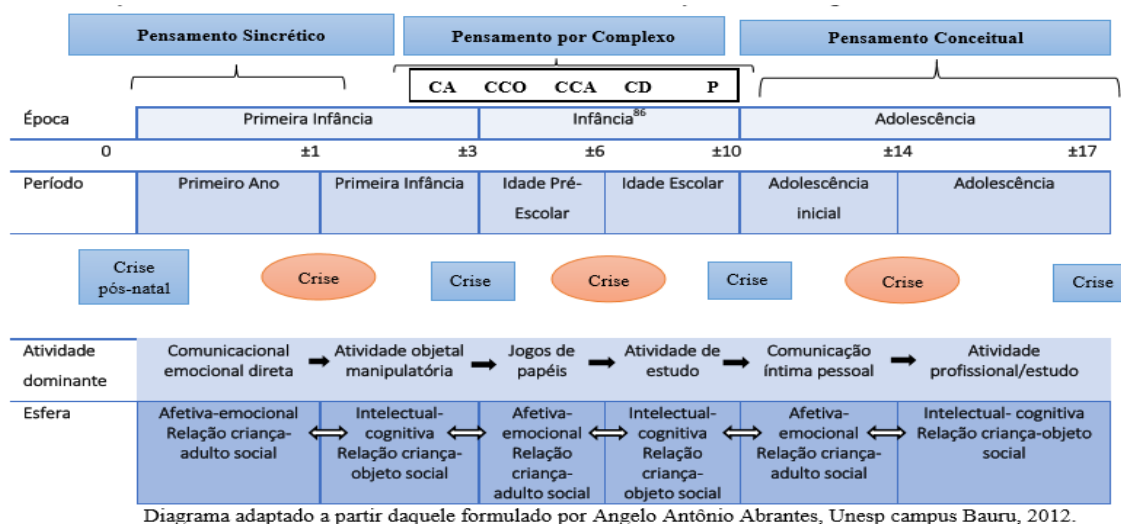 Pensamento Sincrético
Pensamento por Complexo
Pensamento Conceitual
CA CCO CCA CD P
Época
Primeira Infância
Infância86
Adolescência
0 ±1 ±3 ±6 ±10 ±14 ±17
Período
Primeiro Ano
Primeira Infância
Idade Pré-
Escolar
Idade Escolar
Adolescência
inicial
Adolescência
Crise
pós-natal
Crise
Crise
Crise
Crise
Crise
Crise
Atividade
dominante
Comunicacional
emocional direta
Atividade objetal
manipulatória
Jogos de
papéis
Atividade de
estudo
Comunicação
íntima pessoal
Atividade
profissional/estudo
Esfera
Afetiva-emocional
Relação criança-
adulto social
Intelectual-
cognitiva
Relação criança-
objeto social
Afetiva-
emocional
Relação
criança-
adulto social
Intelectual-
cognitiva
Relação
criança-
objeto social
Afetiva-
emocional
Relação criança-
adulto social
Intelectual- cognitiva
Relação criança-objeto
social
Diagrama adaptado a partir daquele formulado por Angelo Antônio Abrantes, Unesp campus Bauru, 2012.